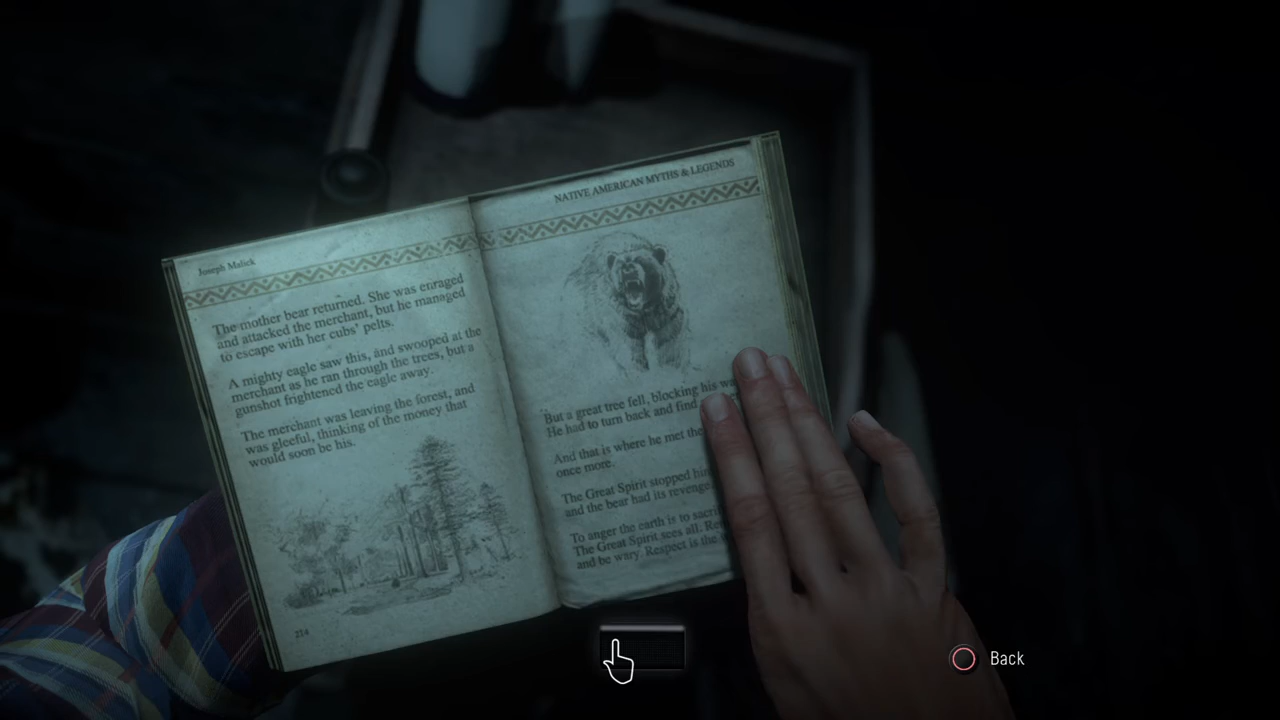 Joseph Malick
The mother bear returned. She was enraged
and attacked the merchant, but he managed
to escape with her cubs' pelts.
A mighty eagle saw this, and swooped at the
merchant as he ran through the trees, but a
gunshot frightened the eagle away.
The merchant was leaving the forest, and
was gleeful, thinking of the money that
would soon be his.
214
NATIVE AMERICAN MYTHS & LEGENDS
But a great tree fell, blocking his
He had to turn back and find
And that is where he met the
once more.
The Great Spirit stopped
and the bear had its revenge
To anger the earth is to
The Great Spirit sees all.
and be wary. Respect is the
Back